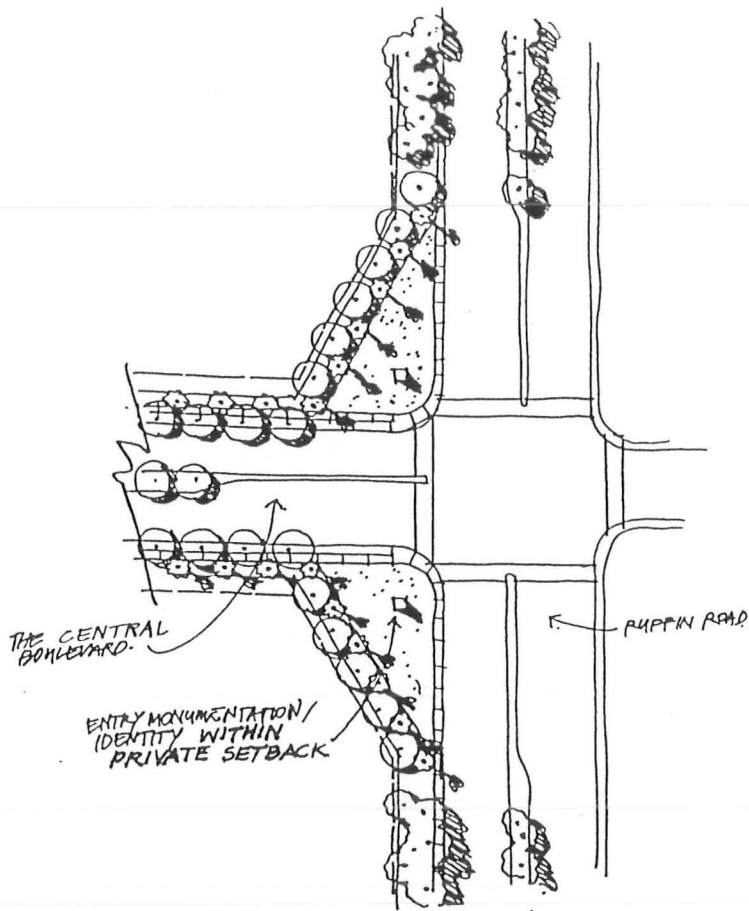 THE CENTRAL
BOULEVARD.
ENTRY MONUMENTATION/
IDENTITY WITHIN
PRIVATE SETBACK
RUFFIN ROAD